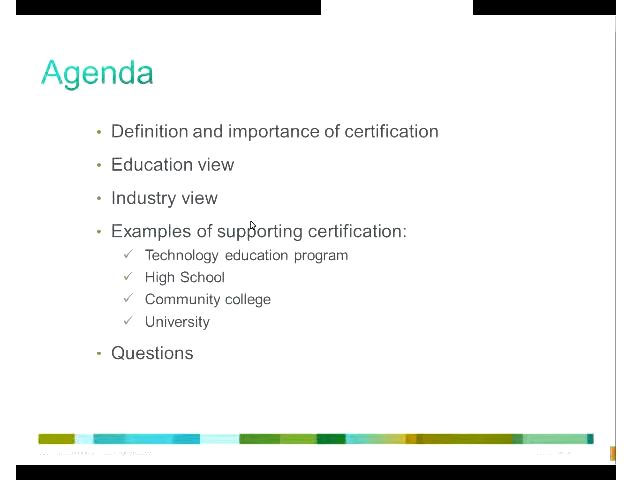 Agenda
Definition and importance of certification
Education view
Industry view
Examples of supporting certification:
Technology education program
High School
Community college
University
Questions